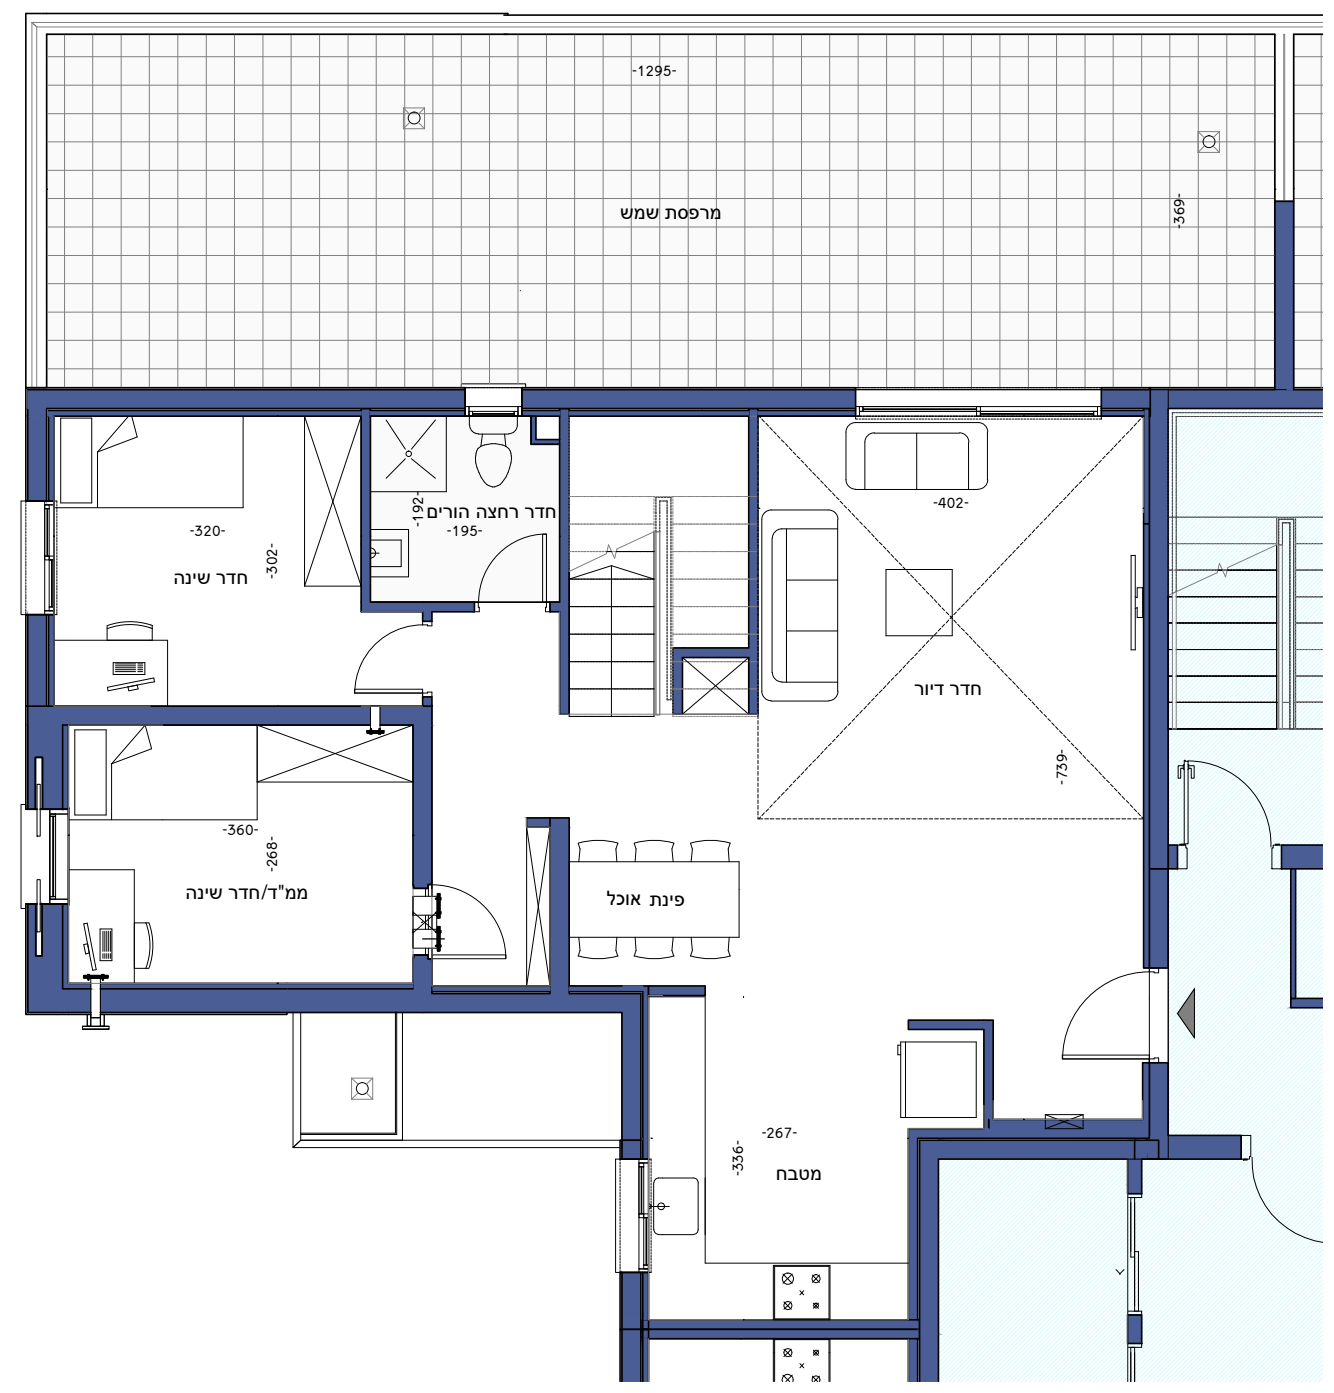 -1295-
מרפסת שמש
-369-
-402-
-192-
חדר רחצה הורים
-195-
-320-
-302-
חדר שינה
חדר דיור
-739-
-360-
-268-
ממ"ד/חדר שינה
פינת אוכל
-267-
-336-
מטבח